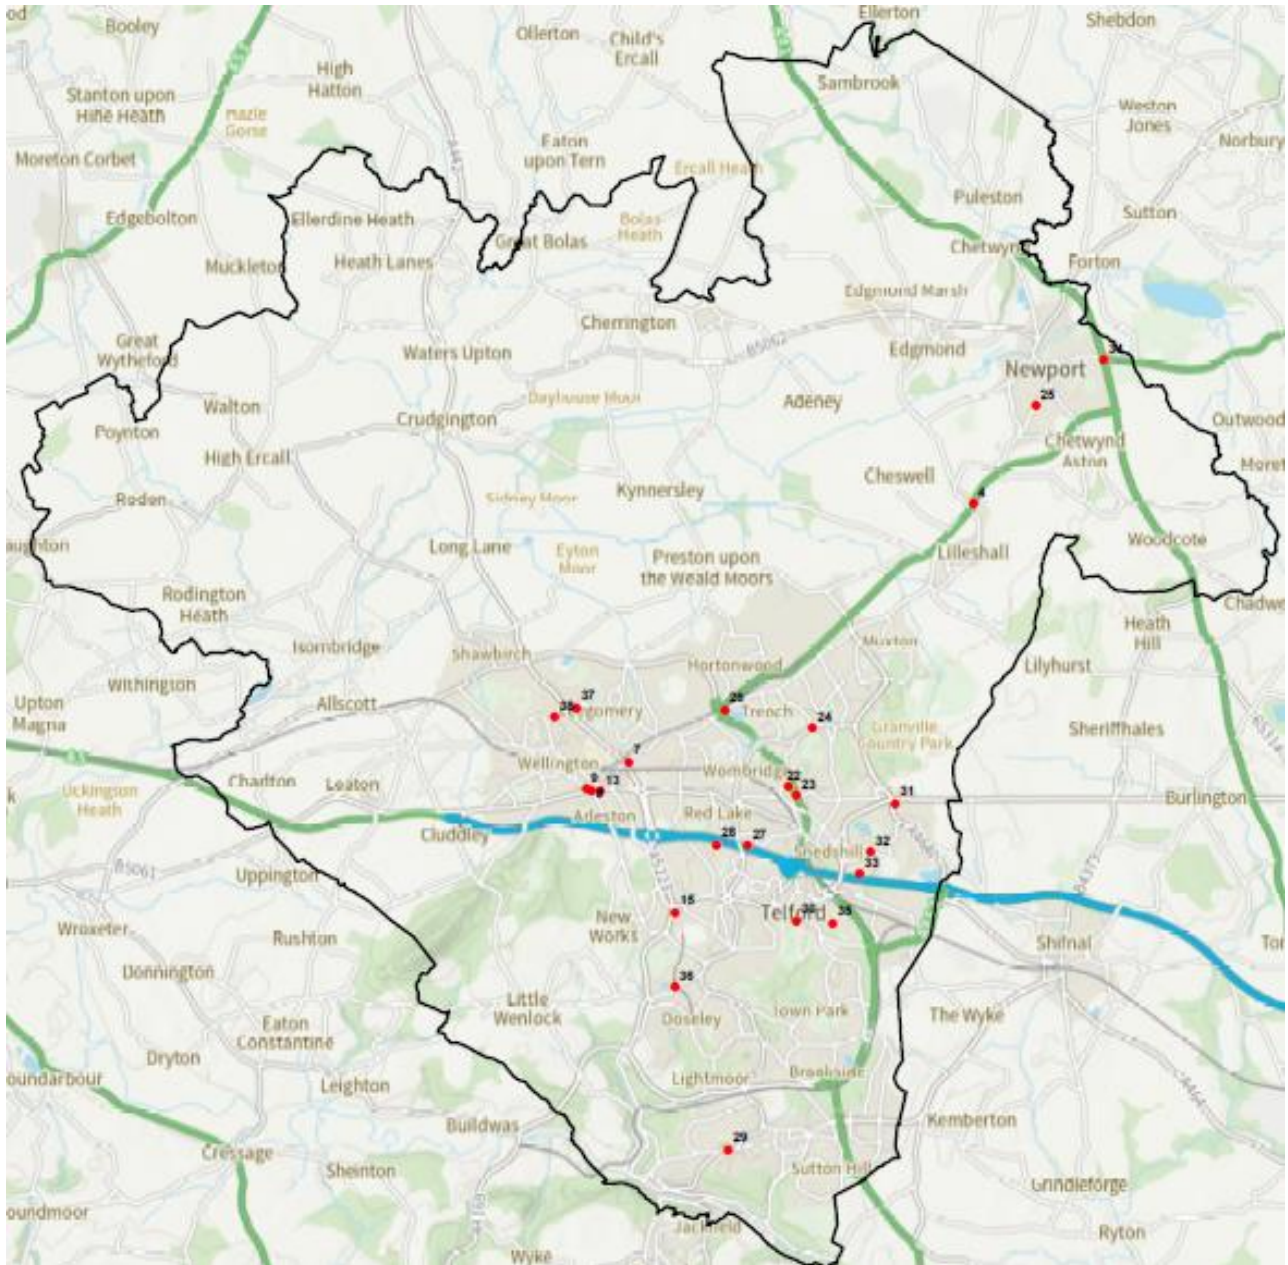 Booley
Ollerton
Ellerton
Shebdon
Child's
Ercall
High
Hatton
Sambrook
Stanton upon
Hine Heath
Weston
Jones
Norbury
Eaton
upon Tern
Moreton Corbet
Ercall Heath
Puleston
Edgebolton
Ellerdine Heath
Bolas
Heath
Sutton
Great Bolas
Heath Lanes
Forton
Edgmond Marsh
Cherrington
Great
Wytheford
B5062
Waters Upton
Edgmond
Newport
25
Walton
Adeney
Crudgington
Poynton
Chetwynd
Aston
High Ercall
Cheswell
Kynnersley
Sidney Moor
4
Roden
Long Lane
Eyton
Moor
Preston upon
the Weald Moors
Lilleshall
Woodcote
Rodington
Heath
Heath
Hill
Isombridge
Shawbirch
Hortonwood
Muxton
Lilyhurst
Withington
Upton
Magna
Allscott
37
Trench
24
Granville
Country Park
Sheriffhales
7
Wellington
Wombridge
9
13
22
23
Charlton
Leaton
Uckington
Heath
31
Burlington
Red Lake
Cluddley
28
27
Snedshill
32
33
B5061
Uppington
15
New
Works
Telford
Wroxeter
Rushton
Shifnal
Donnington
36
Little
Wenlock
Doseley
Town Park
The Wyke
Eaton
Constantine
Dryton
Leighton
Lightmoor
Brookside
A464
Buildwas
Kemberton
Cressage
29
Sheinton
Sutton Hill
Grindleforge
Jackfield
Ryton
Wyke